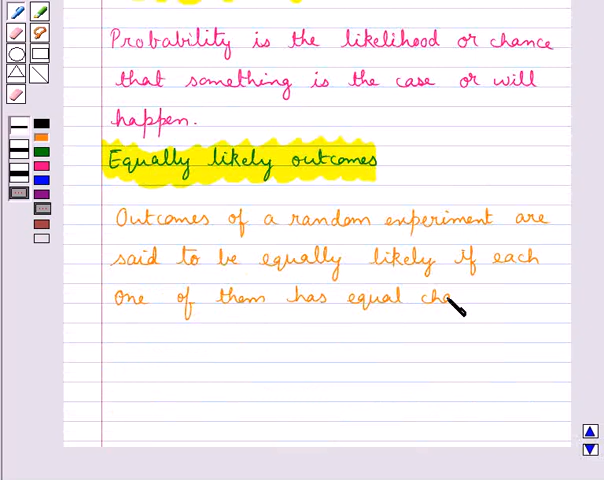 Probability is the likelihood or chance
that something is the case or will
happen.
Equally likely outcomes
Outcomes of a random experiment are
said to be equally likely if each
one of them has equal cha